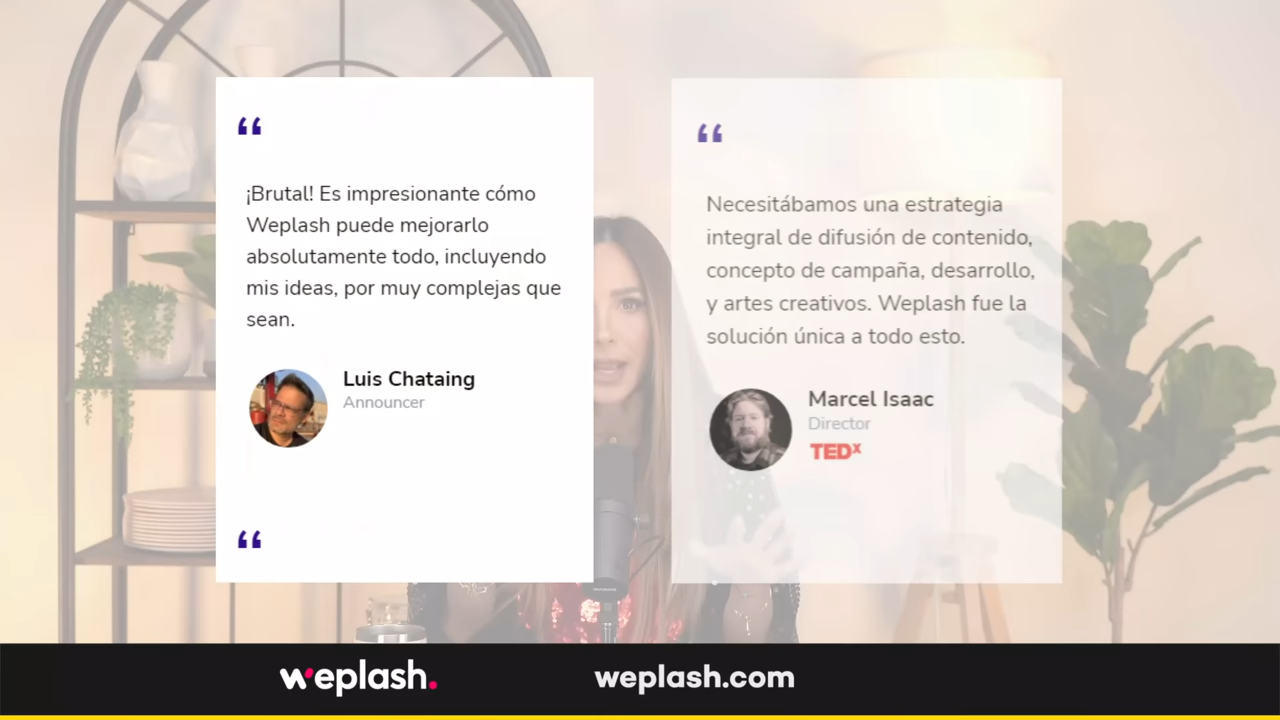 “
¡Brutal! Es impresionante cómo
Weplash puede mejorarlo
absolutamente todo, incluyendo
mis ideas, por muy complejas que
sean.
Luis Chataing
Announcer
“
“
Necesitábamos una estrategia
integral de difusión de contenido,
concepto de campaña, desarrollo,
y artes creativos. Weplash fue la
solución única a todo esto.
Marcel Isaac
Director
TEDx
weplash.
weplash.com